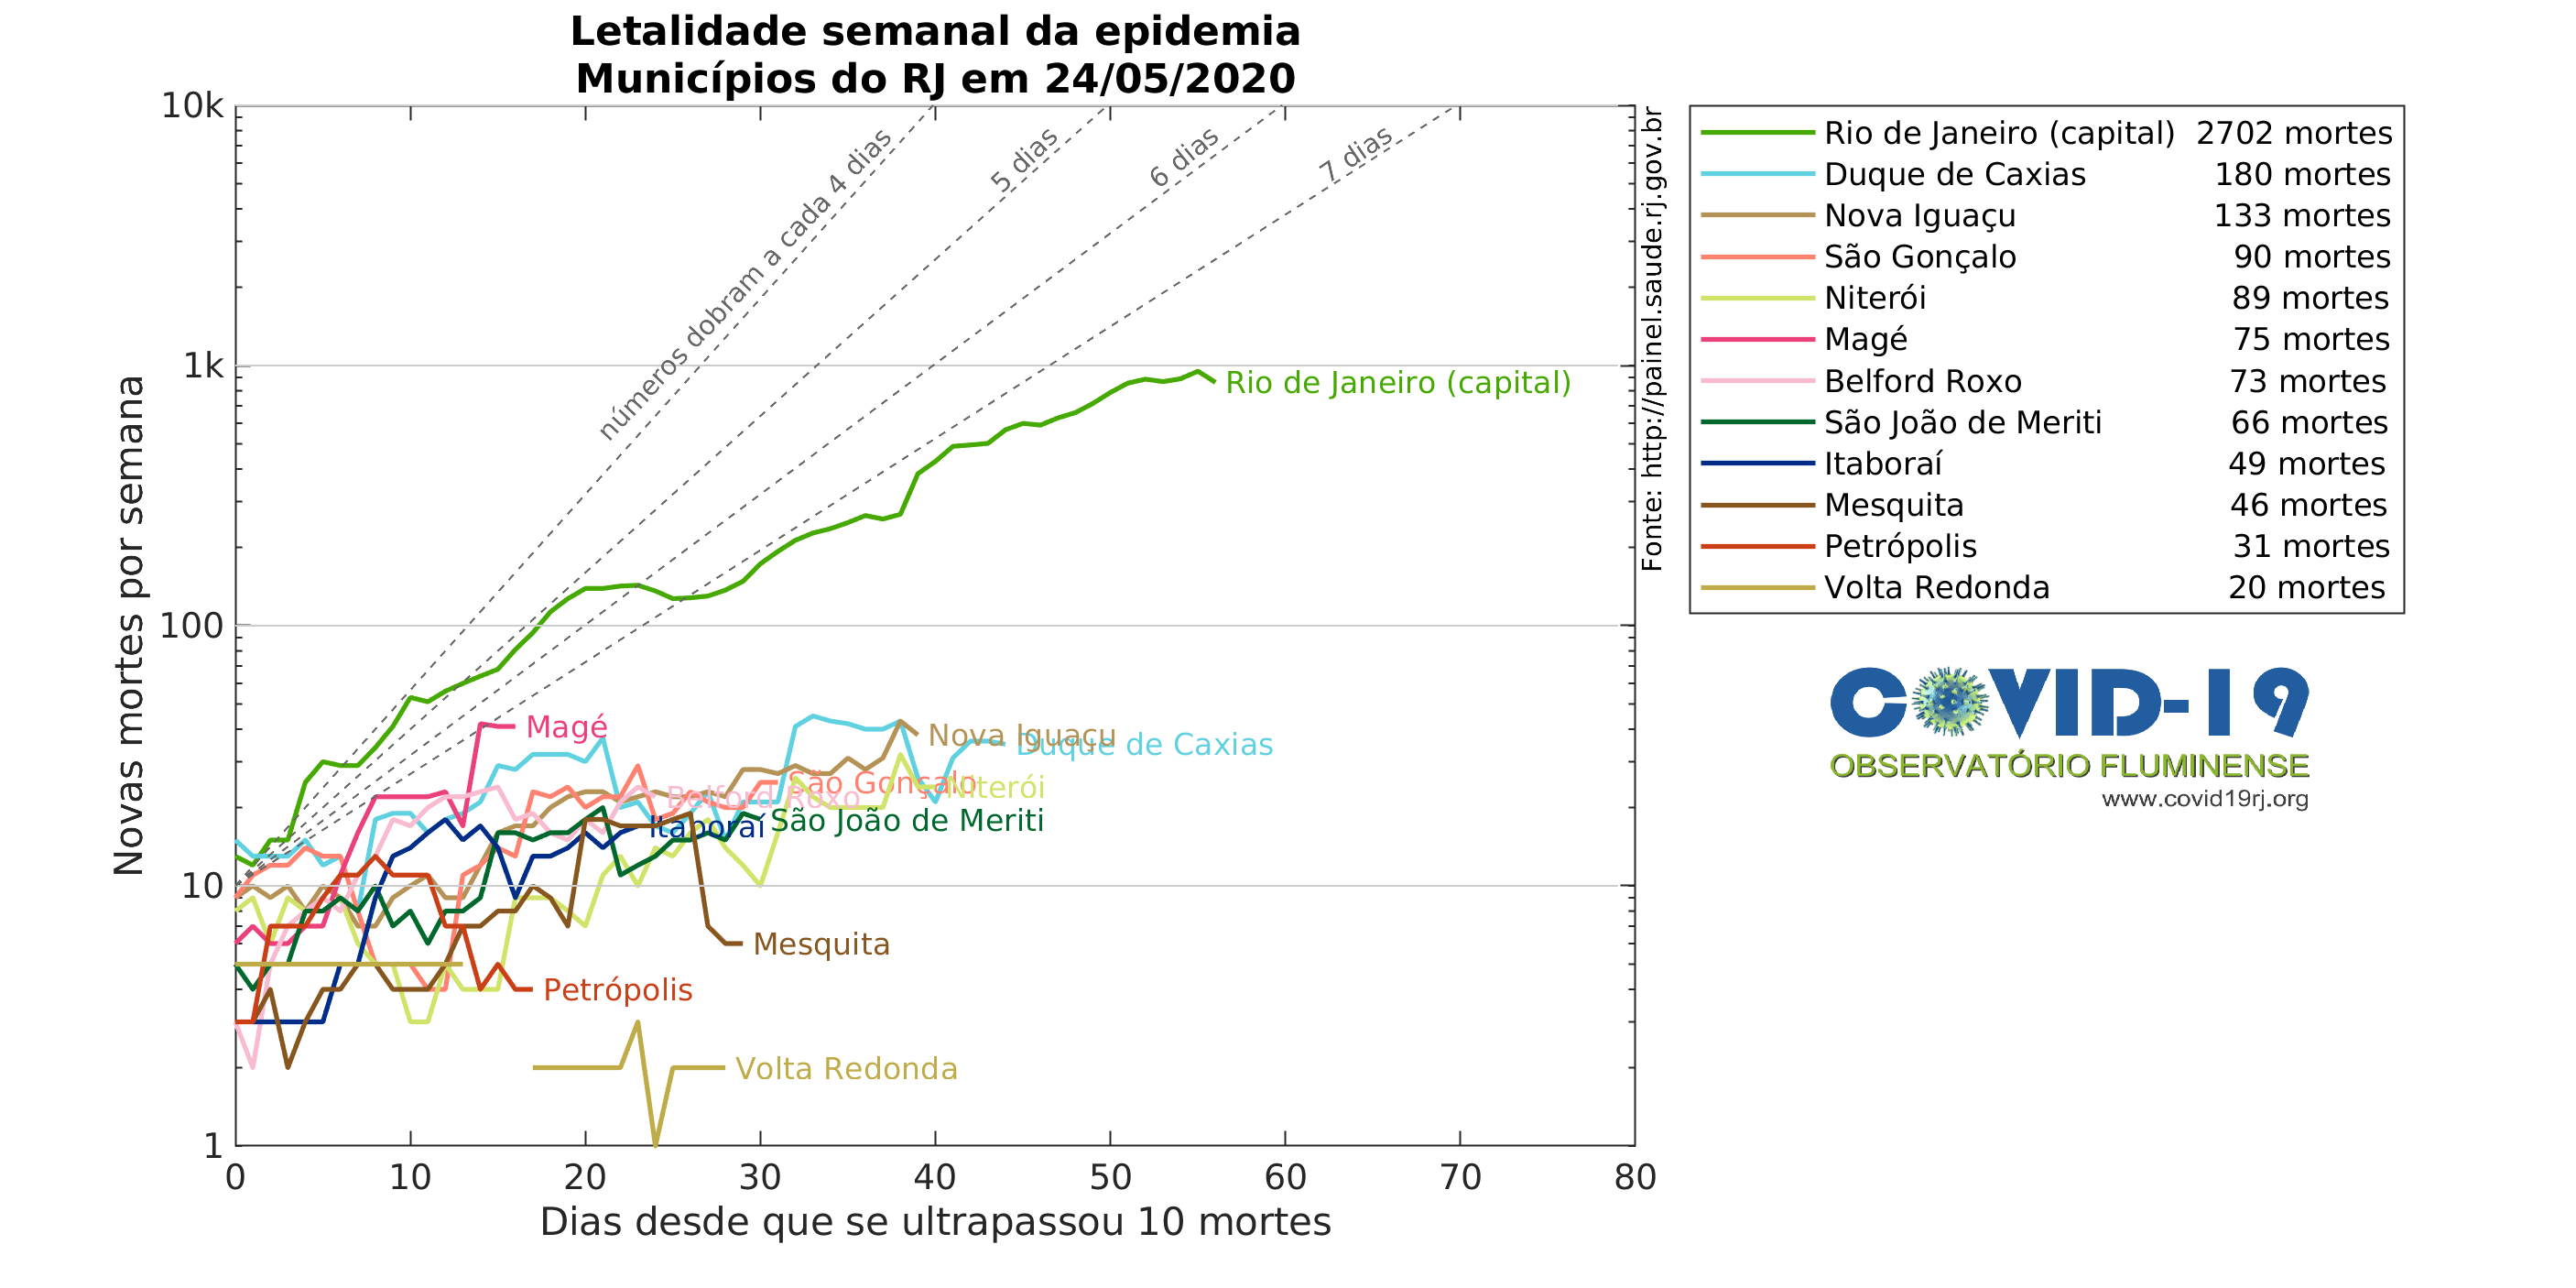 Letalidade semanal da epidemia
Municípios do RJ em 24/05/2020
Novas mortes por semana
10k
1k
100
10
1
0 10 20 30 40 50 60 70 80
Dias desde que se ultrapassou 10 mortes
números dobram a cada 4 dias
5 dias
6 dias
7 dias
Rio de Janeiro (capital)
Magé
Nova Iguaçu
Duque de Caxias
São Gonçalo
Niterói
Belford Roxo
Itaboraí
São João de Meriti
Mesquita
Petrópolis
Volta Redonda
Fonte: http://painel.saude.rj.gov.br
Rio de Janeiro (capital) 2702 mortes
Duque de Caxias 180 mortes
Nova Iguaçu 133 mortes
São Gonçalo 90 mortes
Niterói 89 mortes
Magé 75 mortes
Belford Roxo 73 mortes
São João de Meriti 66 mortes
Itaboraí 49 mortes
Mesquita 46 mortes
Petrópolis 31 mortes
Volta Redonda 20 mortes
COVID-19
OBSERVATÓRIO FLUMINENSE
www.covid19rj.org